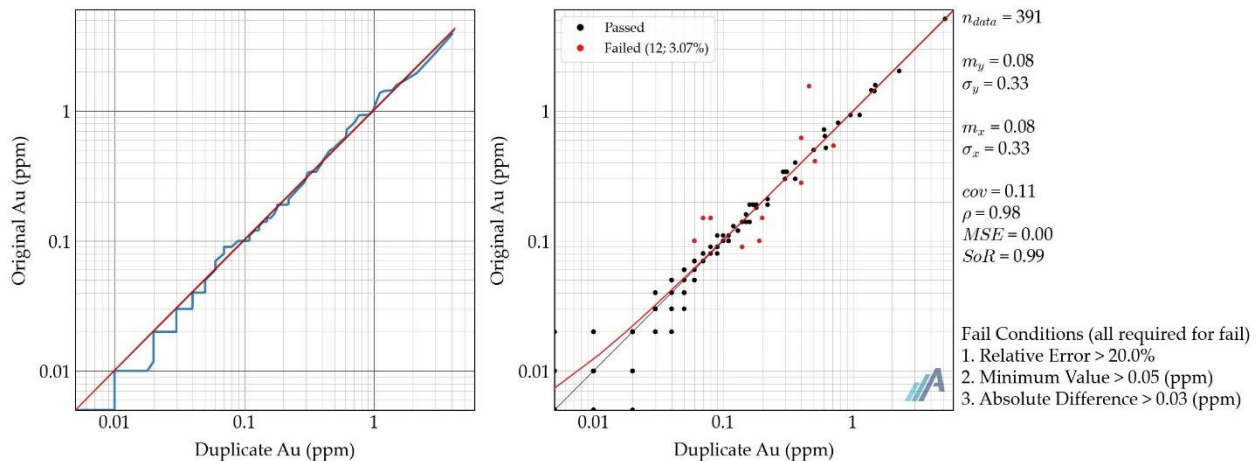 Original Au (ppm)
1
0.1
0.01
0.01
0.1
1
Duplicate Au (ppm)
Original Au (ppm)
1
0.1
0.01
0.01
0.1
1
Duplicate Au (ppm)
Passed
Failed (12; 3.07%)
n_data = 391
m_y = 0.08
σ_y = 0.33
m_x = 0.08
σ_x = 0.33
cov = 0.11
ρ = 0.98
MSE = 0.00
SoR = 0.99
Fail Conditions (all required for fail)
1. Relative Error > 20.0%
2. Minimum Value > 0.05 (ppm)
3. Absolute Difference > 0.03 (ppm)